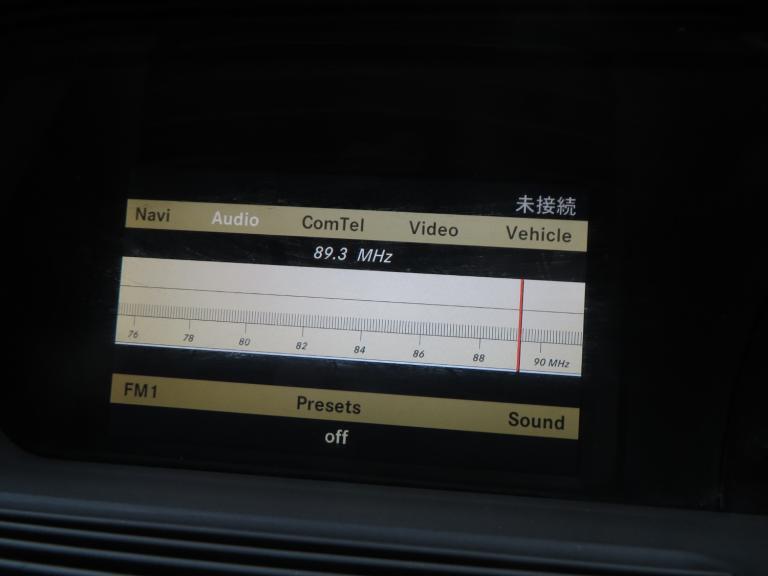 未接続
Navi Audio ComTel Video Vehicle
89.3 MHz
76 78 80 82 84 86 88 90 MHz
FM1 Presets Sound
off